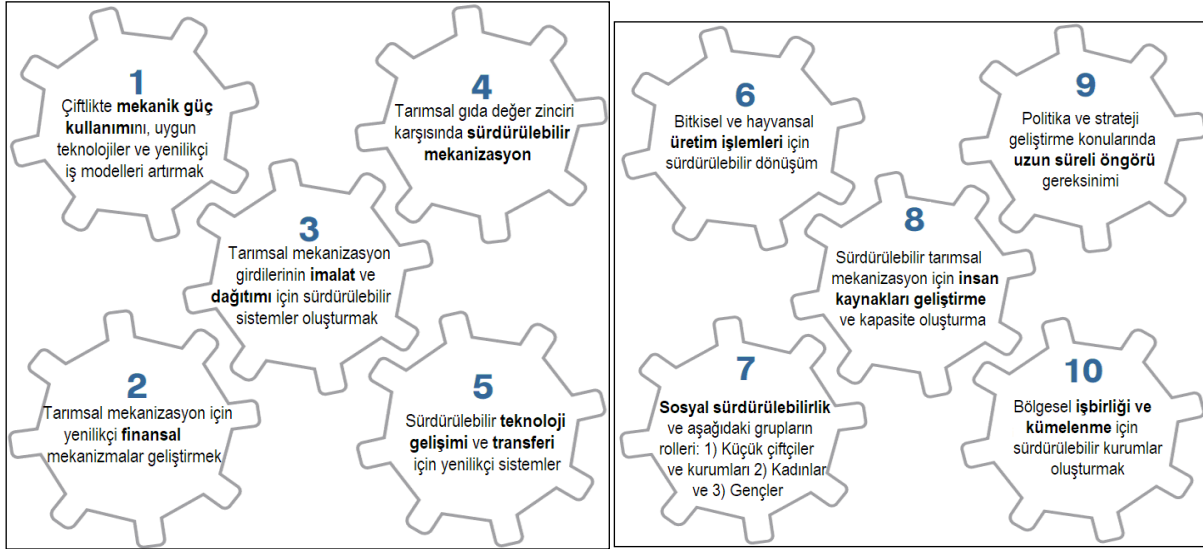 1
Çiftlikte mekanik güç
kullanımını, uygun
teknolojiler ve yenilikçi
iş modelleri artırmak
2
Tarımsal mekanizasyon için
yenilikçi finansal
mekanizmalar geliştirmek
3
Tarımsal mekanizasyon
girdilerinin imalat ve
dağıtımı için sürdürülebilir
sistemler oluşturmak
4
Tarımsal gıda değer zinciri
karşısında sürdürülebilir
mekanizasyon
5
Sürdürülebilir teknoloji
gelişimi ve transferi
için yenilikçi sistemler
6
Bitkisel ve hayvansal
üretim işlemleri için
sürdürülebilir dönüşüm
7
Sosyal sürdürülebilirlik
ve aşağıdaki grupların
rolleri: 1) Küçük çiftçiler
ve kurumları 2) Kadınlar
ve 3) Gençler
8
Sürdürülebilir tarımsal
mekanizasyon için insan
kaynakları geliştirme
ve kapasite oluşturma
9
Politika ve strateji
geliştirme konularında
uzun süreli öngörü
gereksinimi
10
Bölgesel işbirliği ve
kümelenme için
sürdürülebilir kurumlar
oluşturmak